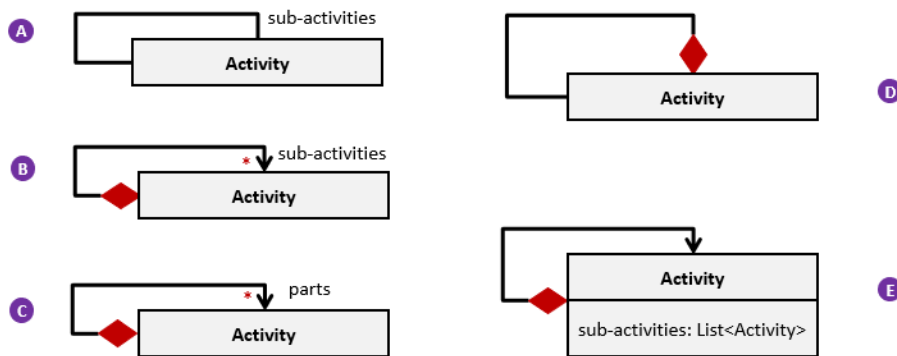 A
sub-activities
Activity
B
*
sub-activities
Activity
C
*
parts
Activity
D
Activity
E
Activity
sub-activities: List<Activity>